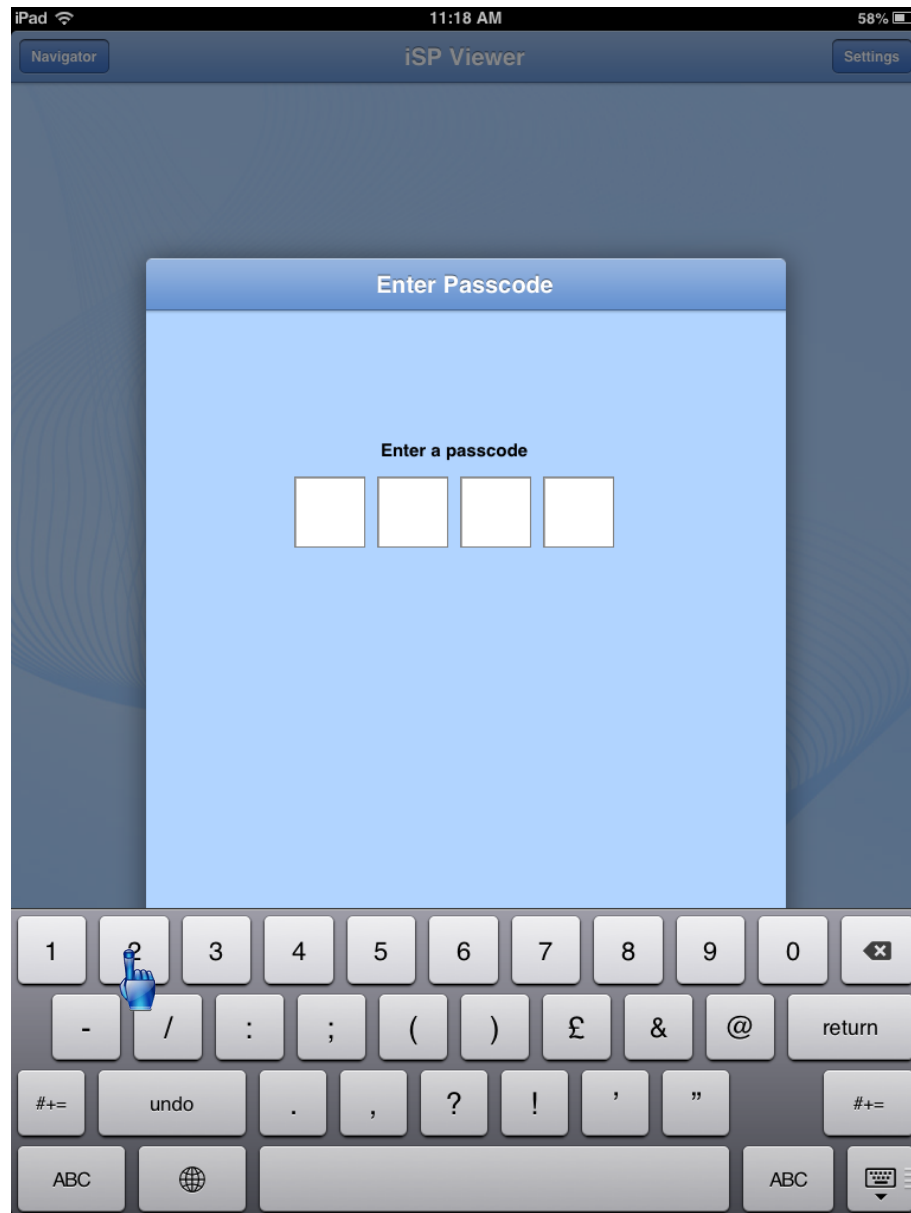 iPad 11:18 AM 58%
Navigator iSP Viewer Settings
Enter Passcode
Enter a passcode
1 2 3 4 5 6 7 8 9 0
- / : ; ( ) £ & @ return
#+= undo . , ? ! ' " #+=
ABC ABC